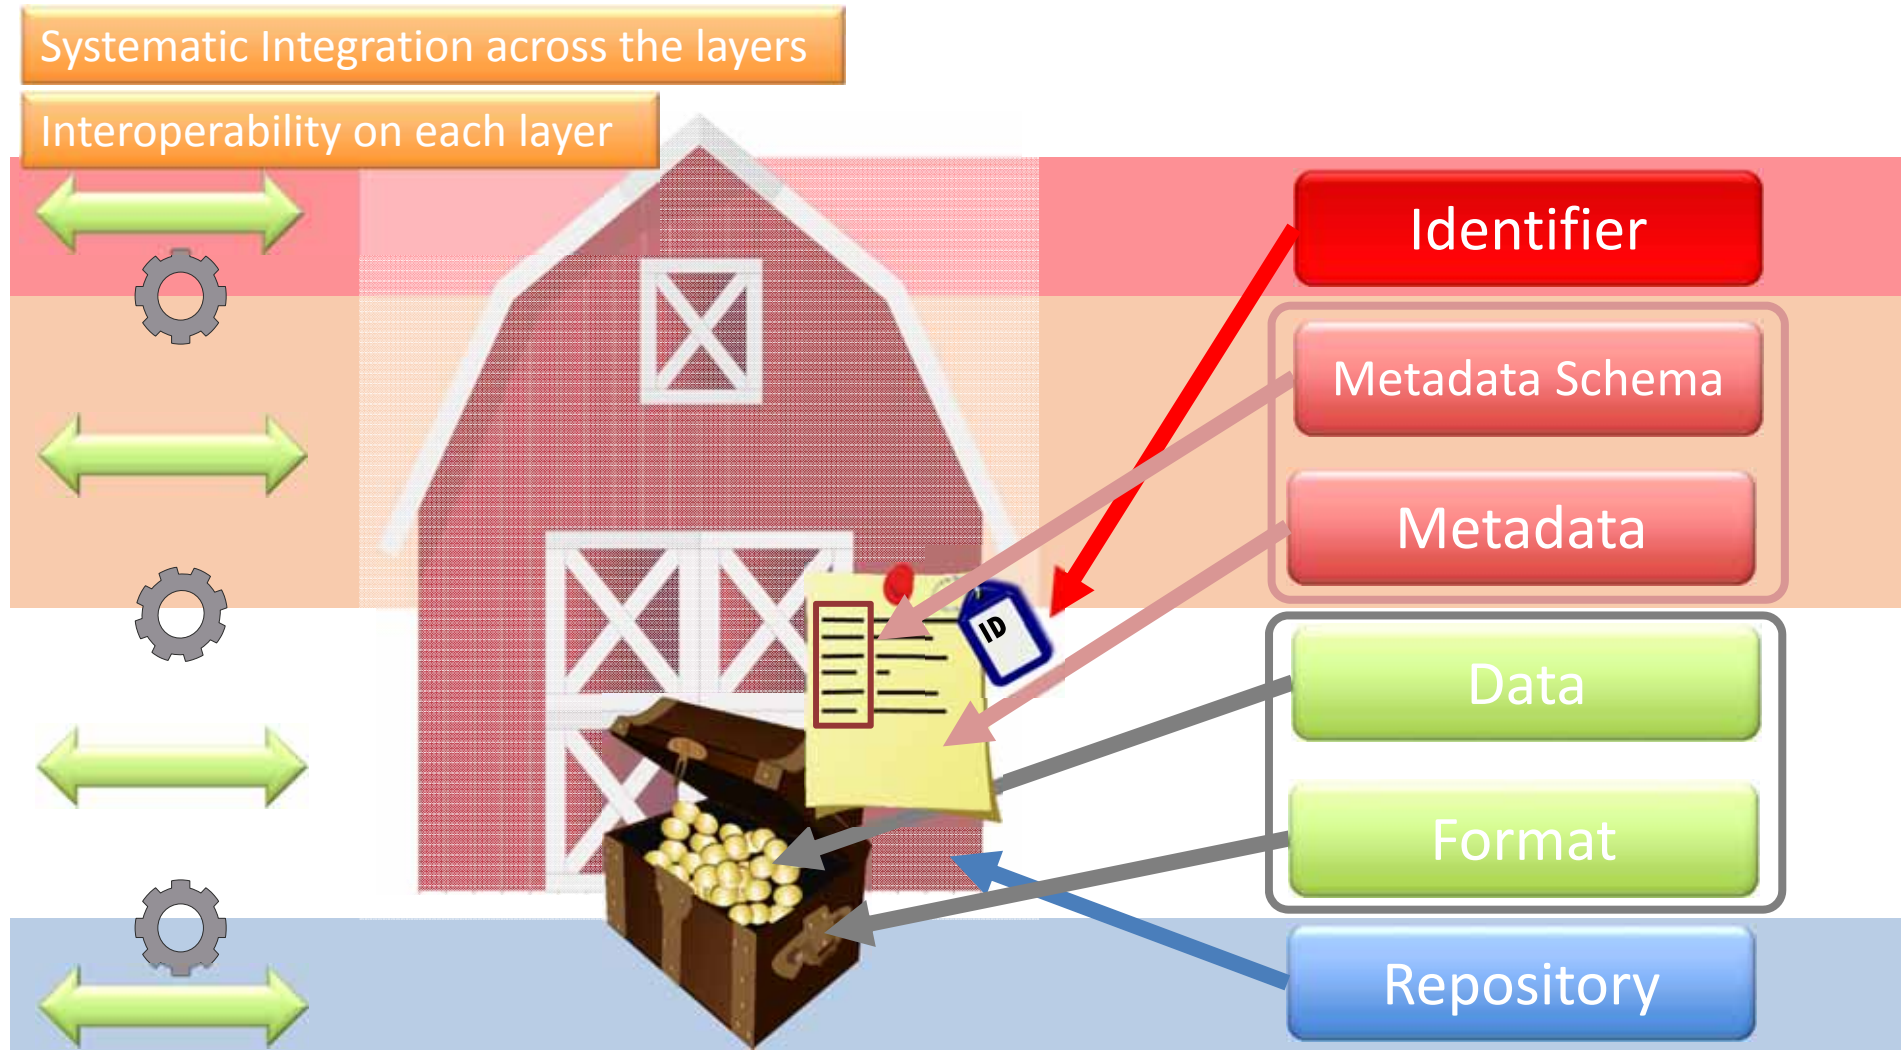 Systematic Integration across the layers
Interoperability on each layer
Identifier
Metadata Schema
Metadata
ID
Data
Format
Repository